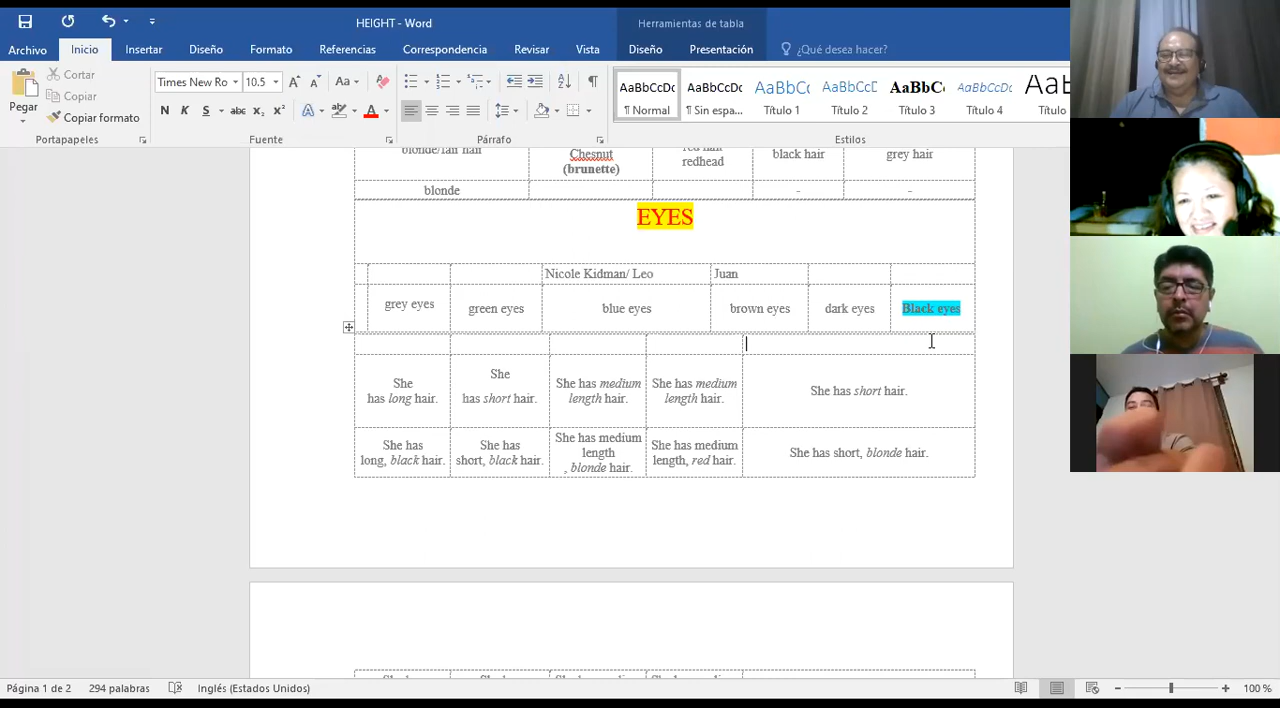 HEIGHT - Word
Herramientas de tabla
Archivo Inicio Insertar Diseño Formato Referencias Correspondencia Revisar Vista Diseño Presentación ¿Qué desea hacer?
Pegar
Cortar
Copiar
Copiar formato
Portapapeles
Times New Ro 10.5
Fuente
Párrafo
AaBbCcDc AaBbCcDc AaBbCc AaBbCcD AaBbC AaBbCcD AaB
¶ Normal ¶ Sin espa... Título 1 Título 2 Título 3 Título 4 Título
Estilos
blonde/fair hair
Chesnut
(brunette)
red hair
redhead
black hair
grey hair
blonde - -
EYES
Nicole Kidman/ Leo Juan
grey eyes green eyes blue eyes brown eyes dark eyes Black eyes
She
has long hair.
She
has short hair.
She has medium
length hair.
She has medium
length hair.
She has short hair.
She has
long, black hair.
She has
short, black hair.
She has medium
length
, blonde hair.
She has medium
length, red hair.
She has short, blonde hair.
Página 1 de 2 294 palabras Inglés (Estados Unidos) 100 %